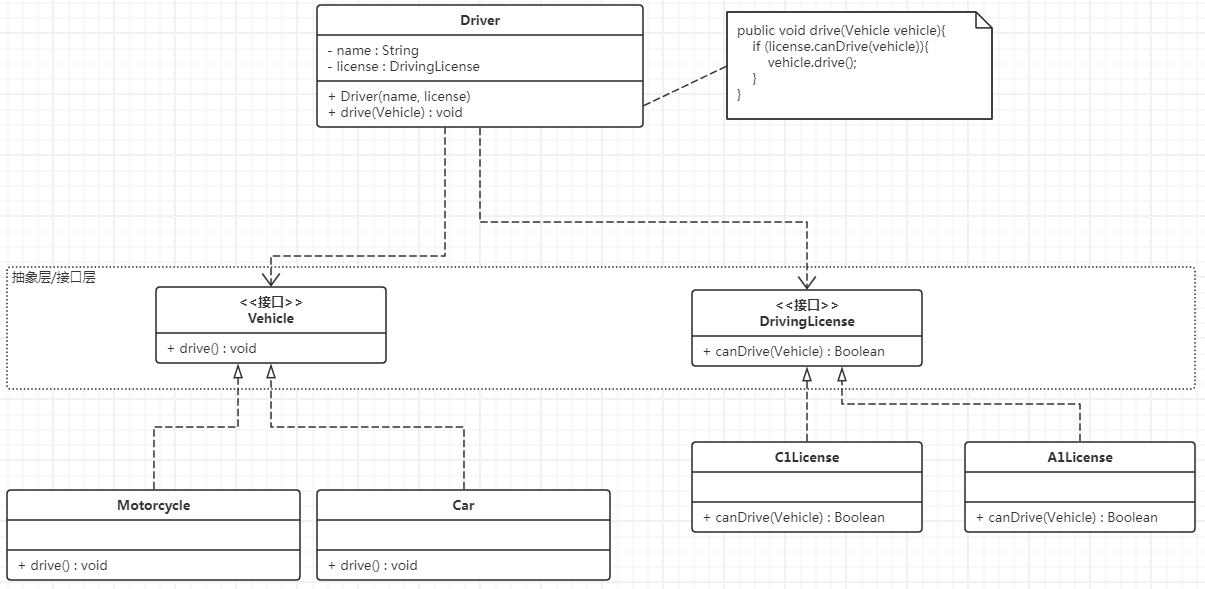 Driver
- name : String
- license : DrivingLicense
+ Driver(name, license)
+ drive(Vehicle) : void
public void drive(Vehicle vehicle){
if (license.canDrive(vehicle)){
vehicle.drive();
}
}
抽象层/接口层
<<接口>>
Vehicle
+ drive() : void
<<接口>>
DrivingLicense
+ canDrive(Vehicle) : Boolean
C1License
+ canDrive(Vehicle) : Boolean
A1License
+ canDrive(Vehicle) : Boolean
Motorcycle
+ drive() : void
Car
+ drive() : void